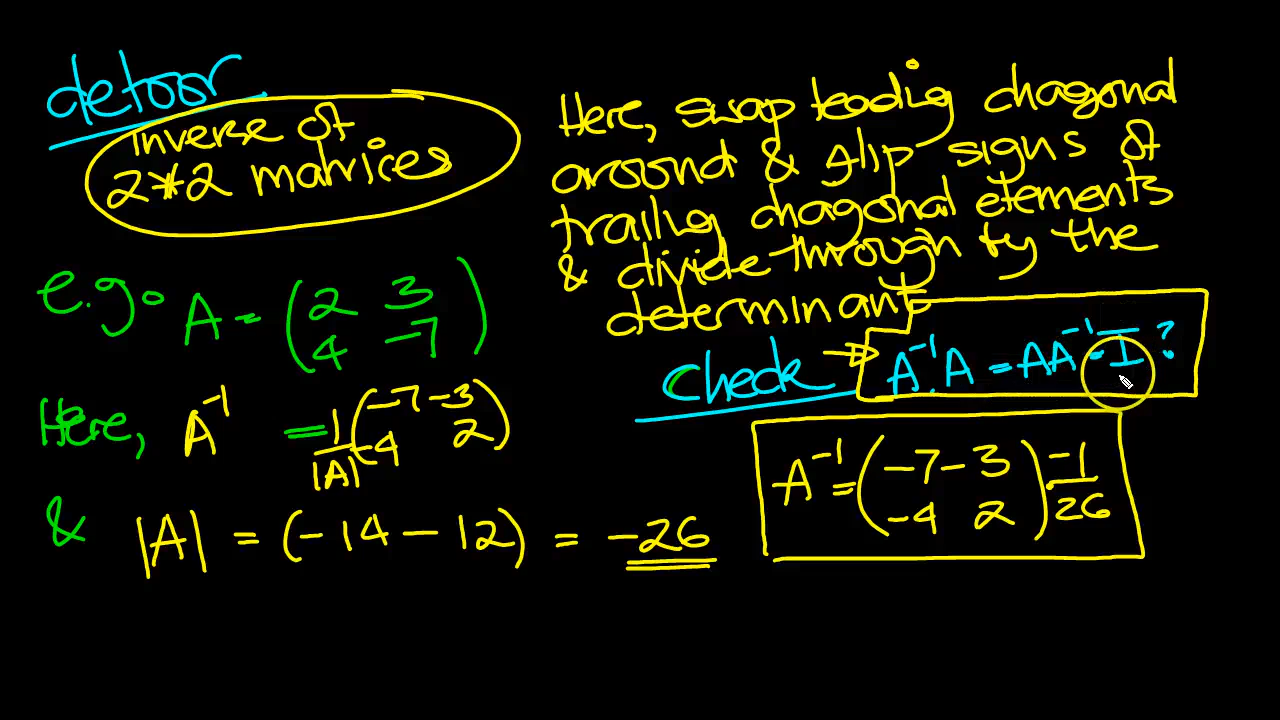 detoor
inverse of
2*2 matrices
Here, swap leading diagonal
around & flip signs of
trailing diagonal elements
& divide through by the
determinant
e.g. A = (2 3
4 -7)
Check → A⁻¹A = AA⁻¹ = I ?
Here, A⁻¹ = 1/|A| (-7 -3
-4 2)
A⁻¹ = (-7 -3
-4 2) -1/26
& |A| = (-14 - 12) = -26